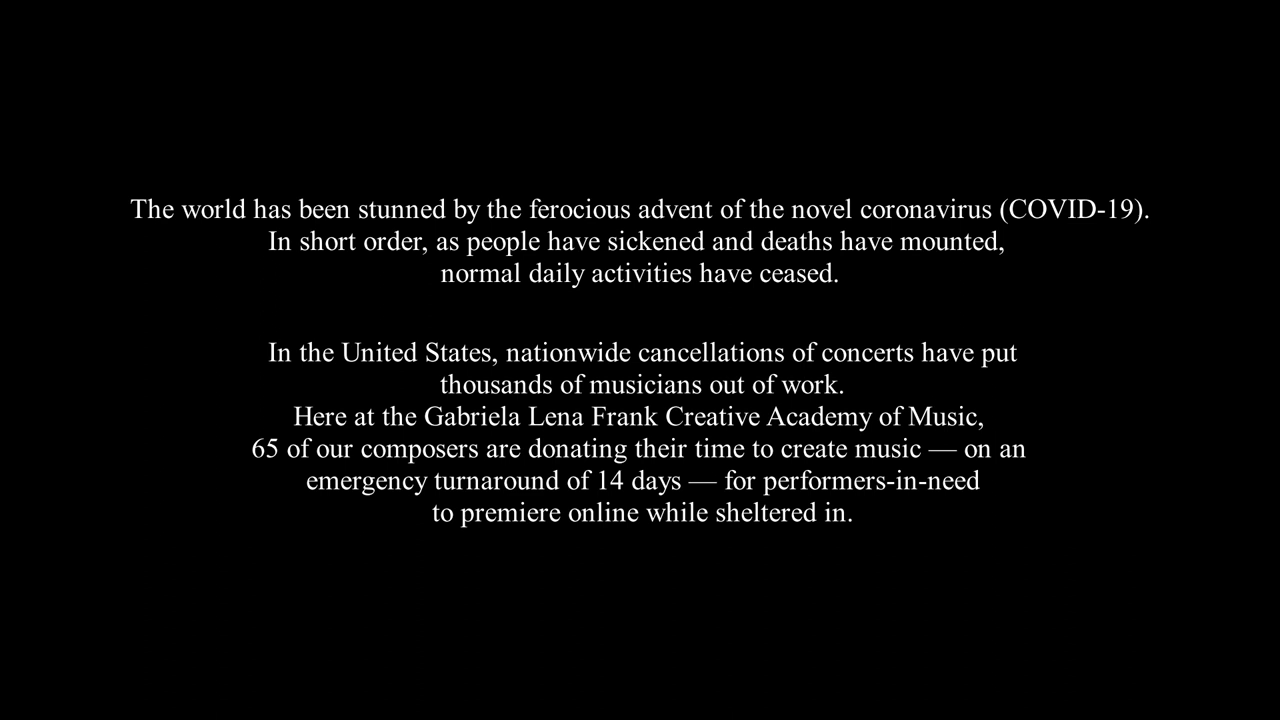 The world has been stunned by the ferocious advent of the novel coronavirus (COVID-19).
In short order, as people have sickened and deaths have mounted,
normal daily activities have ceased.
In the United States, nationwide cancellations of concerts have put
thousands of musicians out of work.
Here at the Gabriela Lena Frank Creative Academy of Music,
65 of our composers are donating their time to create music — on an
emergency turnaround of 14 days — for performers-in-need
to premiere online while sheltered in.